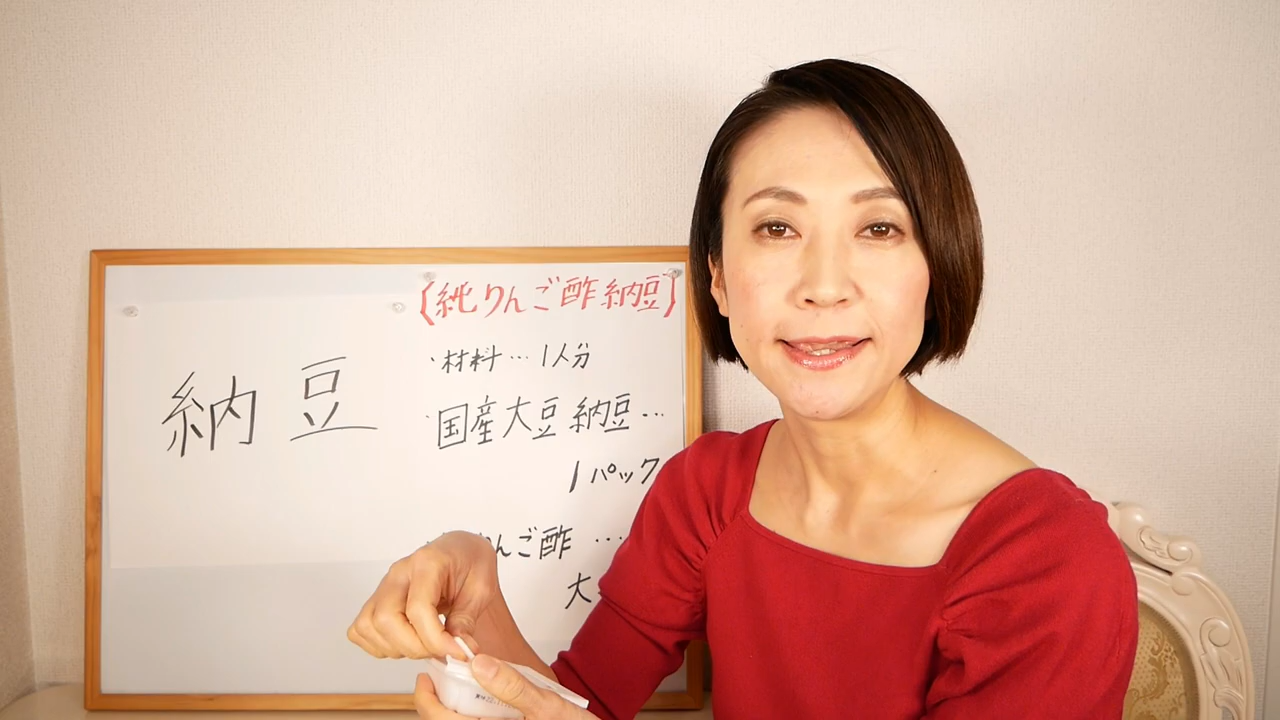 納豆
【純りんご酢納豆】
・材料…1人分
・国産大豆納豆…
1パック
りんご酢…
大